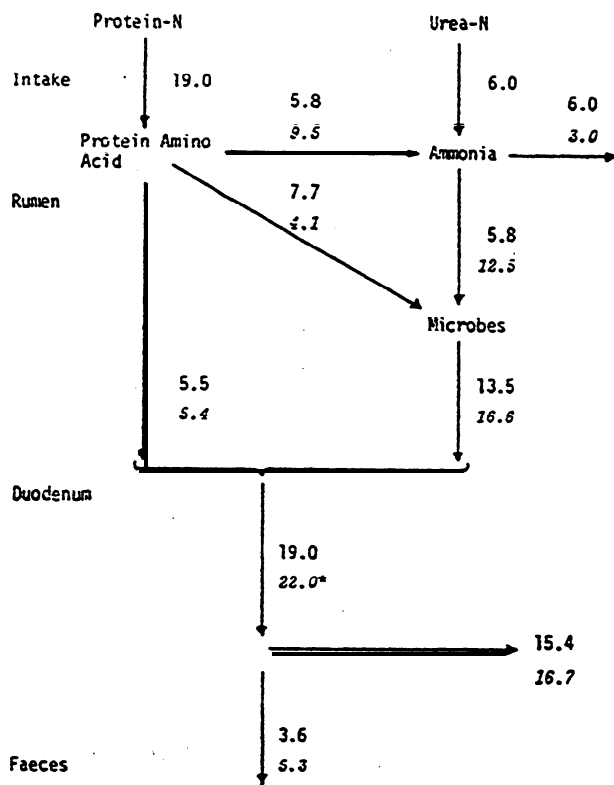 Protein-N Urea-N
Intake 19.0 5.8 6.0 6.0
9.5 3.0
Protein Amino Acid Ammonia
Rumen 7.7
4.1 5.8
12.5
Microbes
5.5 13.5
5.4 16.6
Duodenum
19.0
22.0*
15.4
16.7
3.6
Faeces 5.3